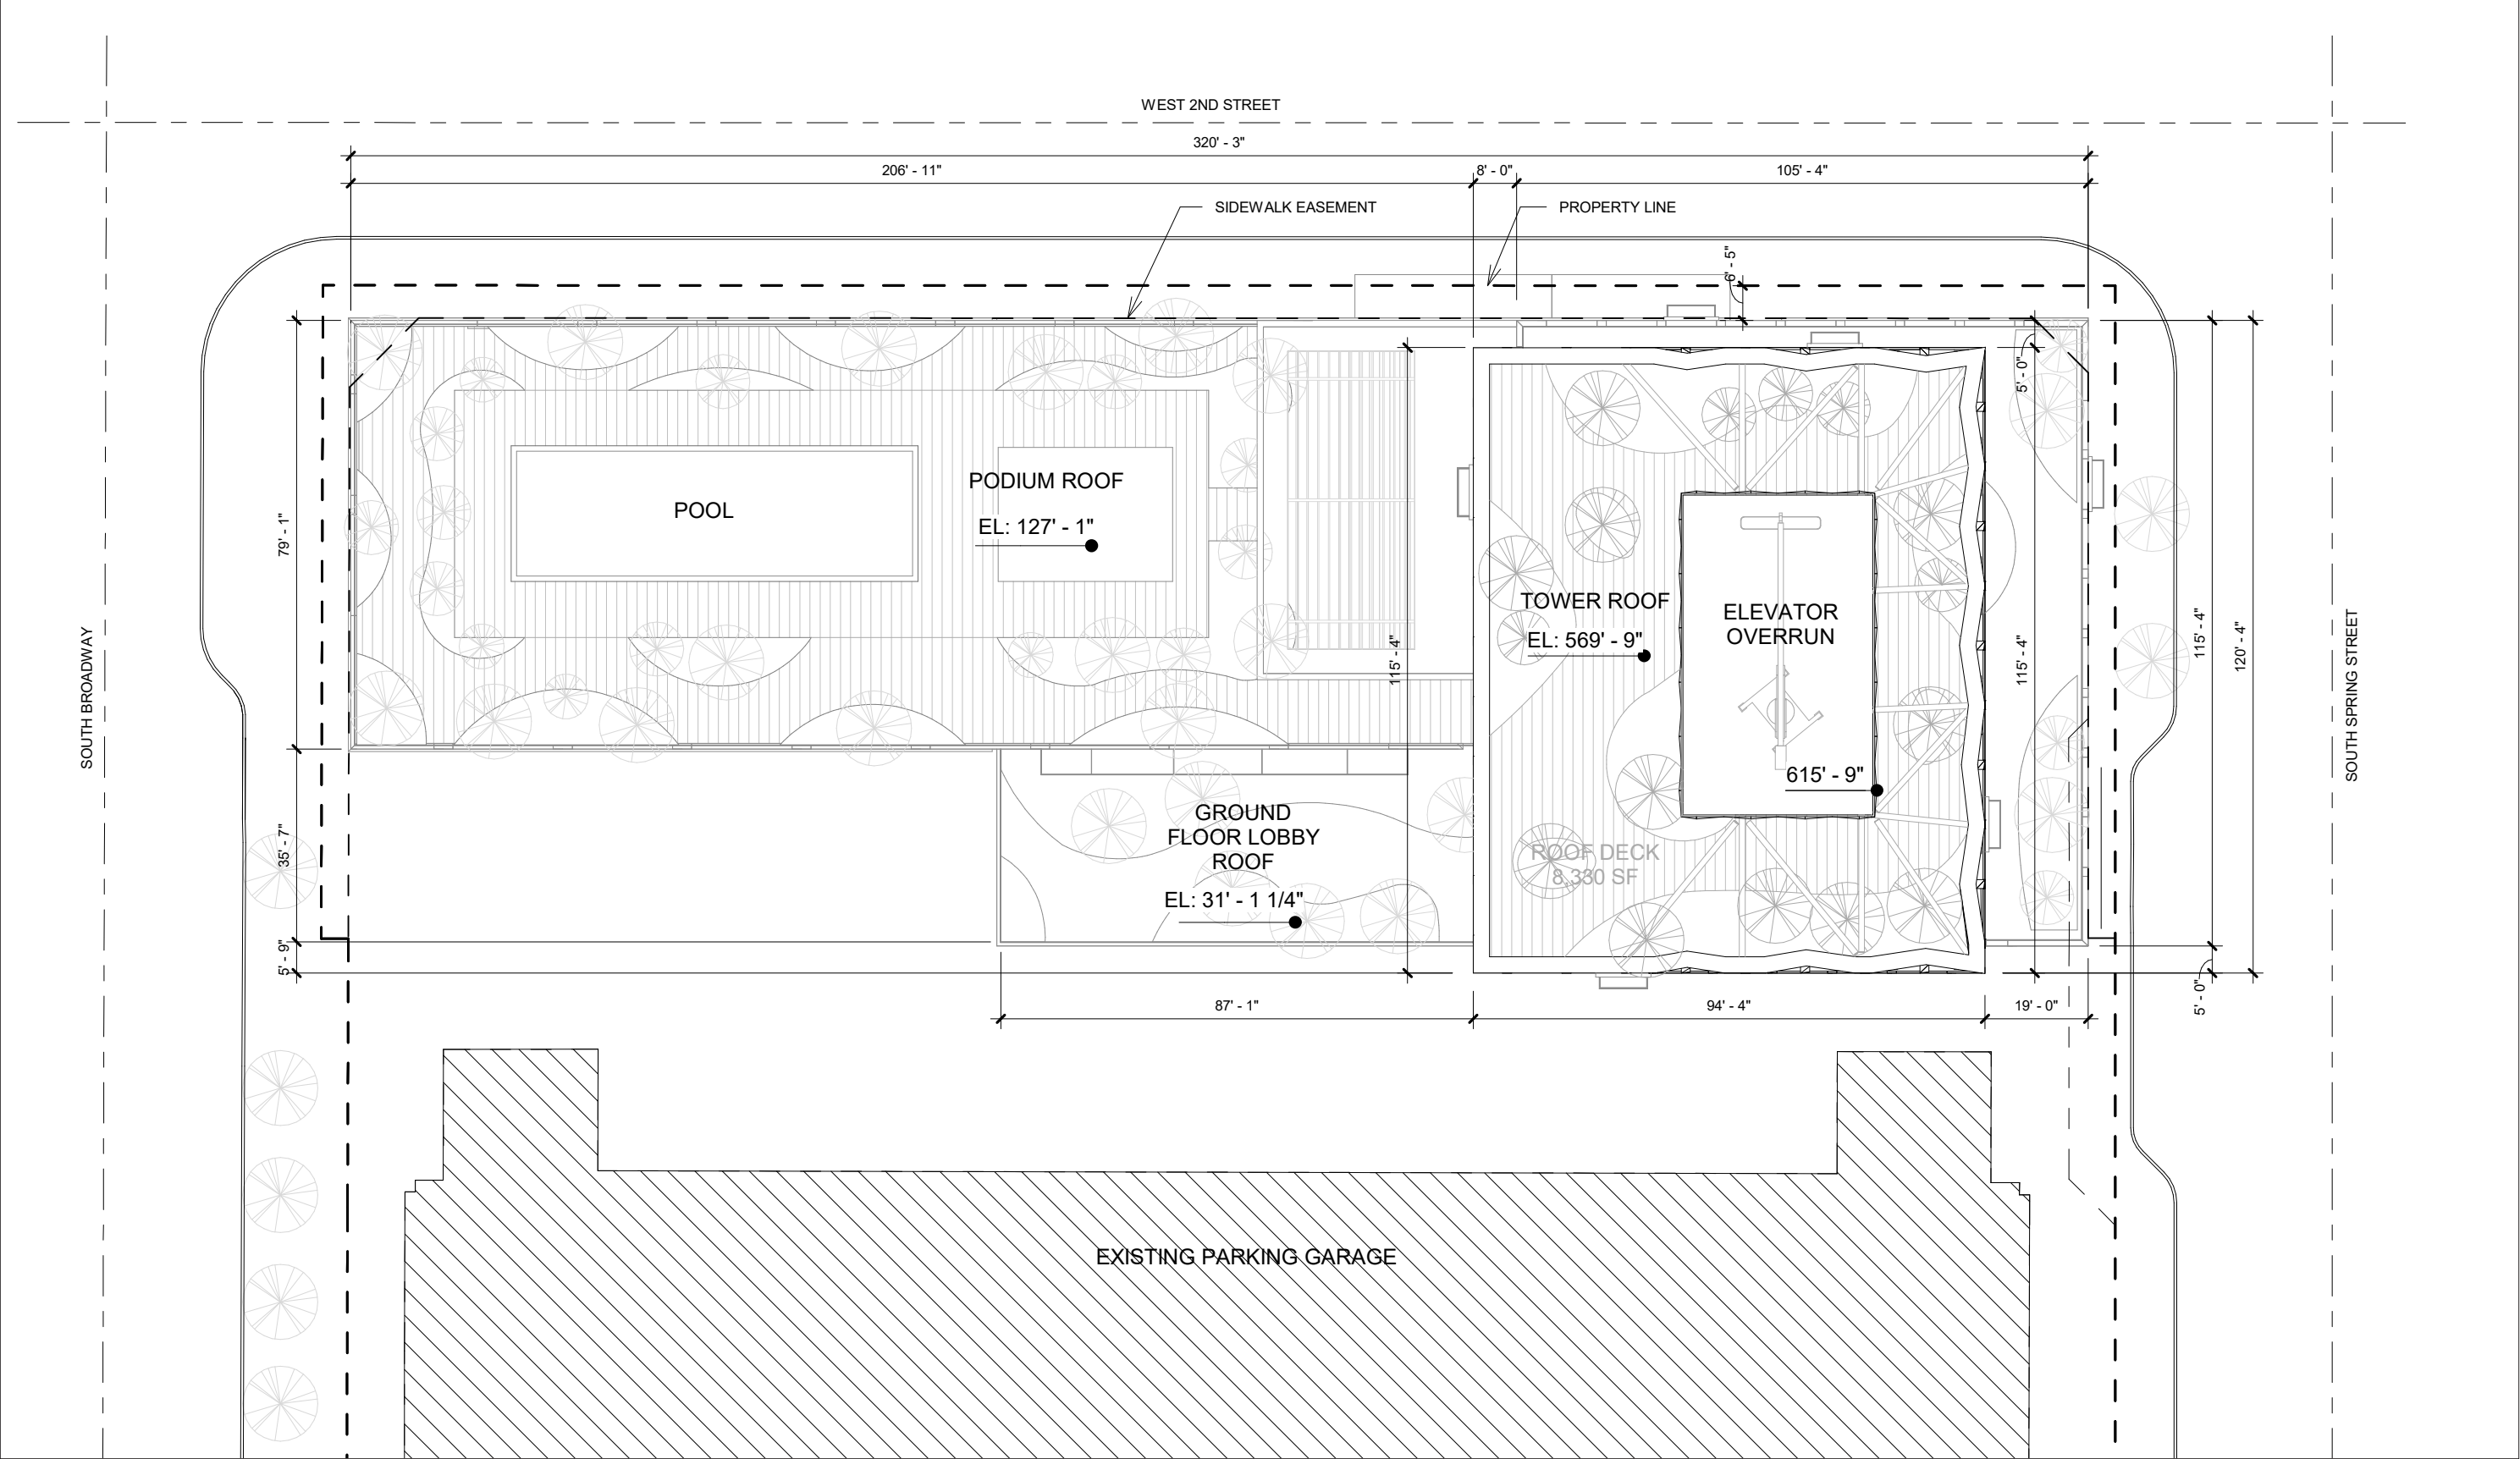 WEST 2ND STREET
320' - 3"
206' - 11"
8' - 0"
105' - 4"
SIDEWALK EASEMENT
PROPERTY LINE
6' - 5"
5' - 0"
79' - 1"
POOL
PODIUM ROOF
EL: 127' - 1"
TOWER ROOF
EL: 569' - 9"
ELEVATOR
OVERRUN
115' - 4"
115' - 4"
115' - 4"
120' - 4"
SOUTH BROADWAY
SOUTH SPRING STREET
615' - 9"
GROUND
FLOOR LOBBY
ROOF
EL: 31' - 1 1/4"
ROOF DECK
8,330 SF
35' - 7"
5' - 9"
87' - 1"
94' - 4"
19' - 0"
5' - 0"
EXISTING PARKING GARAGE